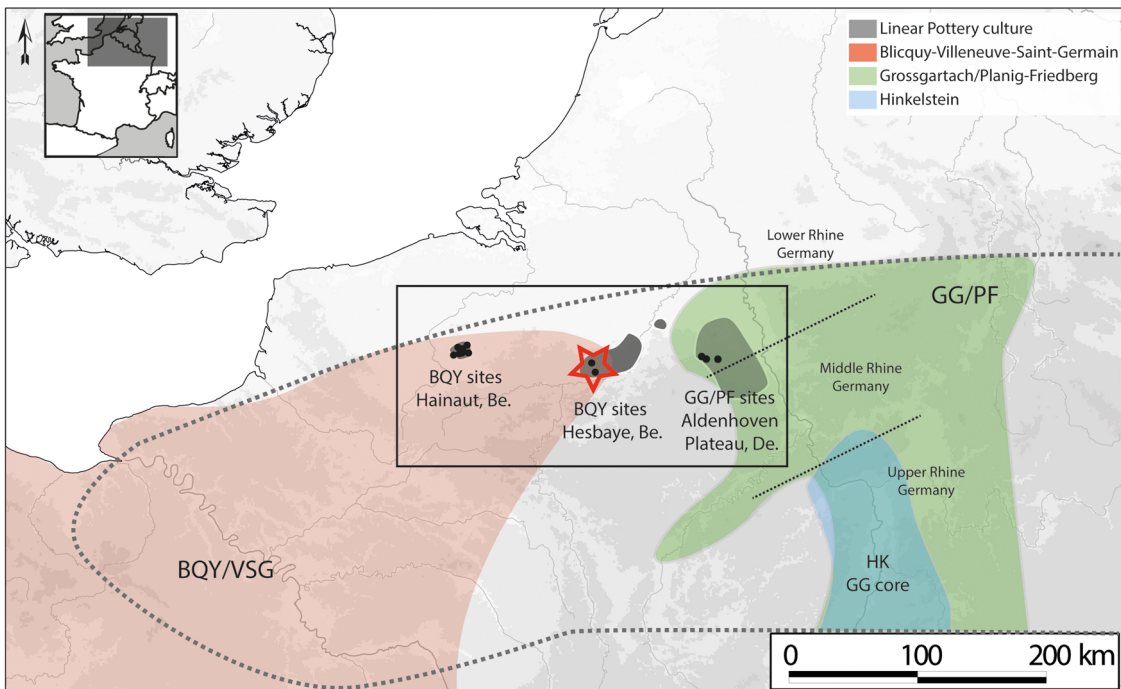 Linear Pottery culture
Blicquy-Villeneuve-Saint-Germain
Grossgartach/Planig-Friedberg
Hinkelstein
Lower Rhine
Germany
GG/PF
Middle Rhine
Germany
BQY sites
Hainaut, Be.
BQY sites
Hesbaye, Be.
GG/PF sites
Aldenhoven
Plateau, De.
Upper Rhine
Germany
HK
GG core
BQY/VSG
0 100 200 km